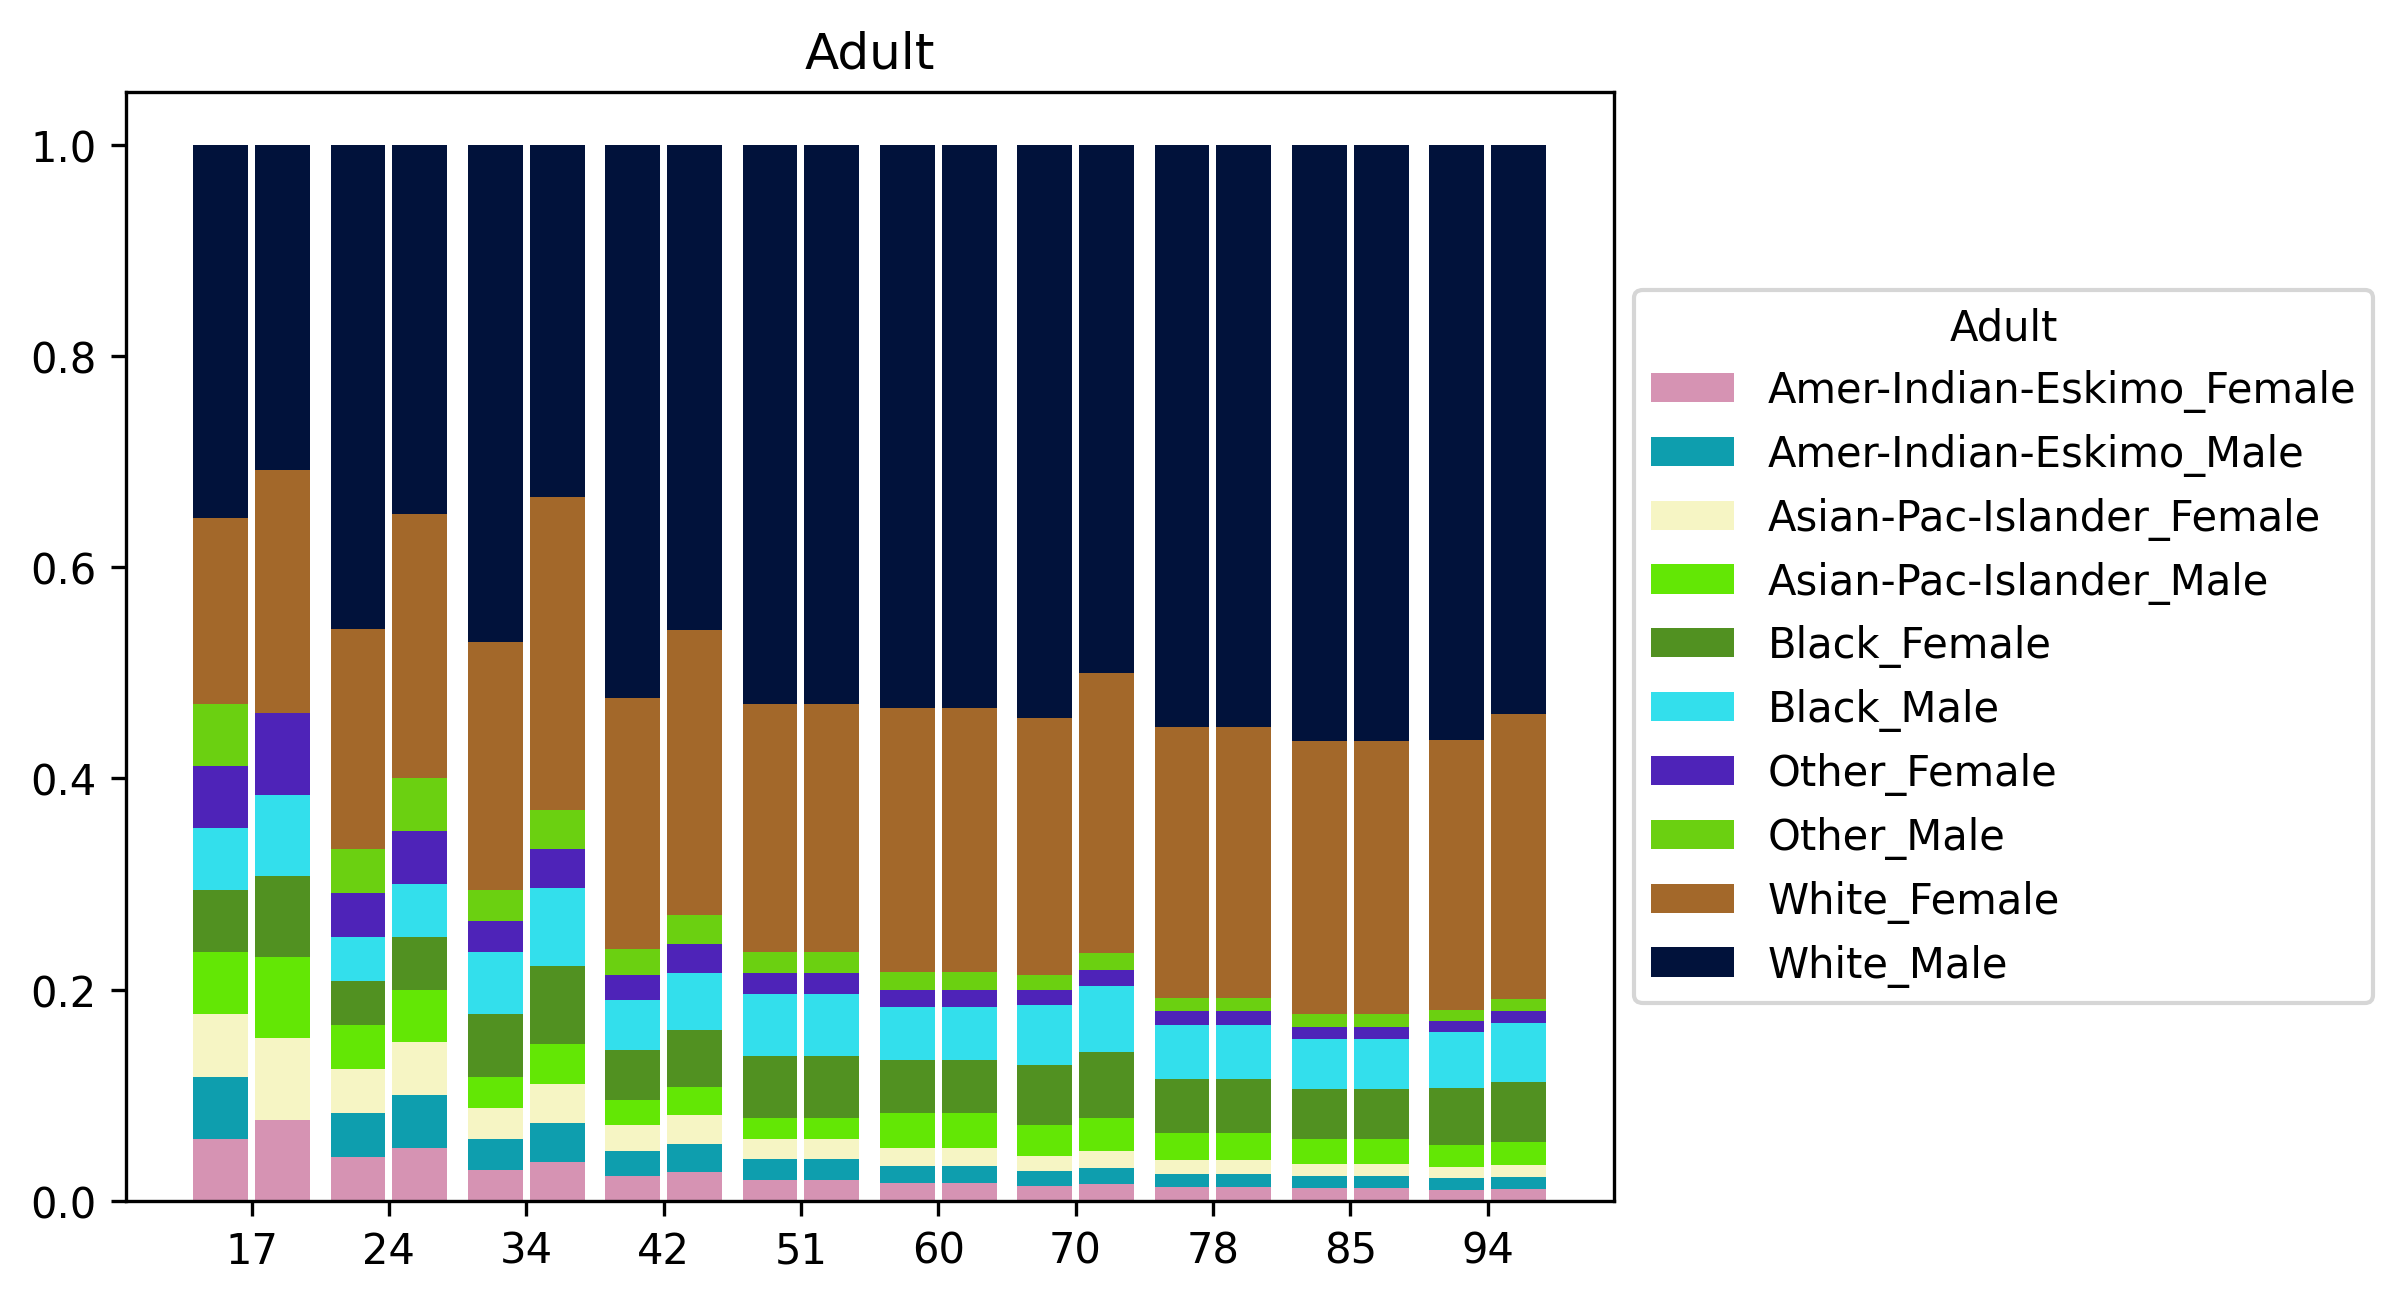 Adult
1.0
0.8
0.6
0.4
0.2
0.0
17 24 34 42 51 60 70 78 85 94
Adult
Amer-Indian-Eskimo_Female
Amer-Indian-Eskimo_Male
Asian-Pac-Islander_Female
Asian-Pac-Islander_Male
Black_Female
Black_Male
Other_Female
Other_Male
White_Female
White_Male